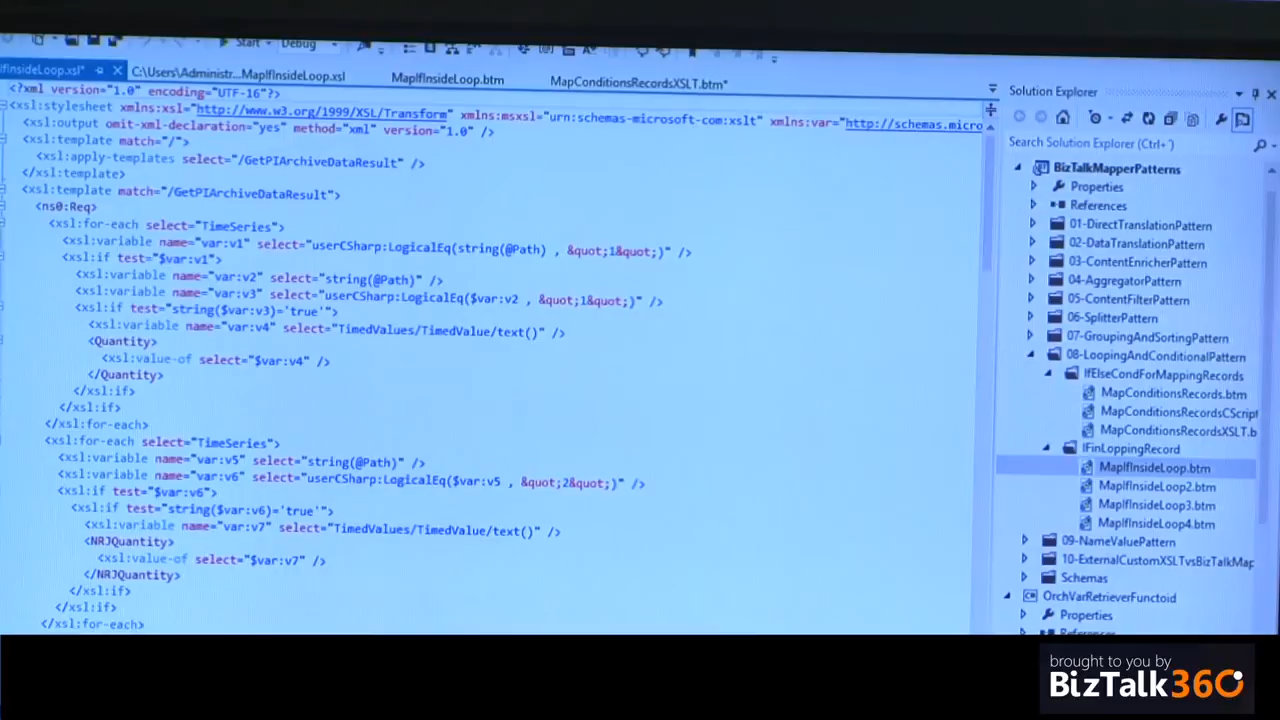 Start Debug
IfInsideLoop.xsl* C:\Users\Administr...MapIfInsideLoop.xsl MapIfInsideLoop.btm MapConditionsRecordsXSLT.btm*
<?xml version="1.0" encoding="UTF-16"?>
<xsl:stylesheet xmlns:xsl="http://www.w3.org/1999/XSL/Transform" xmlns:msxsl="urn:schemas-microsoft-com:xslt" xmlns:var="http://schemas.micro
<xsl:output omit-xml-declaration="yes" method="xml" version="1.0" />
<xsl:template match="/">
<xsl:apply-templates select="/GetPIArchiveDataResult" />
</xsl:template>
<xsl:template match="/GetPIArchiveDataResult">
<ns0:Req>
<xsl:for-each select="TimeSeries">
<xsl:variable name="var:v1" select="userCSharp:LogicalEq(string(@Path) , &quot;1&quot;)" />
<xsl:if test="$var:v1">
<xsl:variable name="var:v2" select="string(@Path)" />
<xsl:variable name="var:v3" select="userCSharp:LogicalEq($var:v2 , &quot;1&quot;)" />
<xsl:if test="string($var:v3)='true'">
<xsl:variable name="var:v4" select="TimedValues/TimedValue/text()" />
<Quantity>
<xsl:value-of select="$var:v4" />
</Quantity>
</xsl:if>
</xsl:if>
</xsl:for-each>
<xsl:for-each select="TimeSeries">
<xsl:variable name="var:v5" select="string(@Path)" />
<xsl:variable name="var:v6" select="userCSharp:LogicalEq($var:v5 , &quot;2&quot;)" />
<xsl:if test="$var:v6">
<xsl:if test="string($var:v6)='true'">
<xsl:variable name="var:v7" select="TimedValues/TimedValue/text()" />
<NRJQuantity>
<xsl:value-of select="$var:v7" />
</NRJQuantity>
</xsl:if>
</xsl:if>
</xsl:for-each>
Solution Explorer
Search Solution Explorer (Ctrl+')
BizTalkMapperPatterns
Properties
References
01-DirectTranslationPattern
02-DataTranslationPattern
03-ContentEnricherPattern
04-AggregatorPattern
05-ContentFilterPattern
06-SplitterPattern
07-GroupingAndSortingPattern
08-LoopingAndConditionalPattern
IfElseCondForMappingRecords
MapConditionsRecords.btm
MapConditionsRecordsCScript
MapConditionsRecordsXSLT.b
IFinLoppingRecord
MapIfInsideLoop.btm
MapIfInsideLoop2.btm
MapIfInsideLoop3.btm
MapIfInsideLoop4.btm
09-NameValuePattern
10-ExternalCustomXSLTvsBizTalkMap
Schemas
OrchVarRetrieverFunctoid
Properties
References
brought to you by
BizTalk360